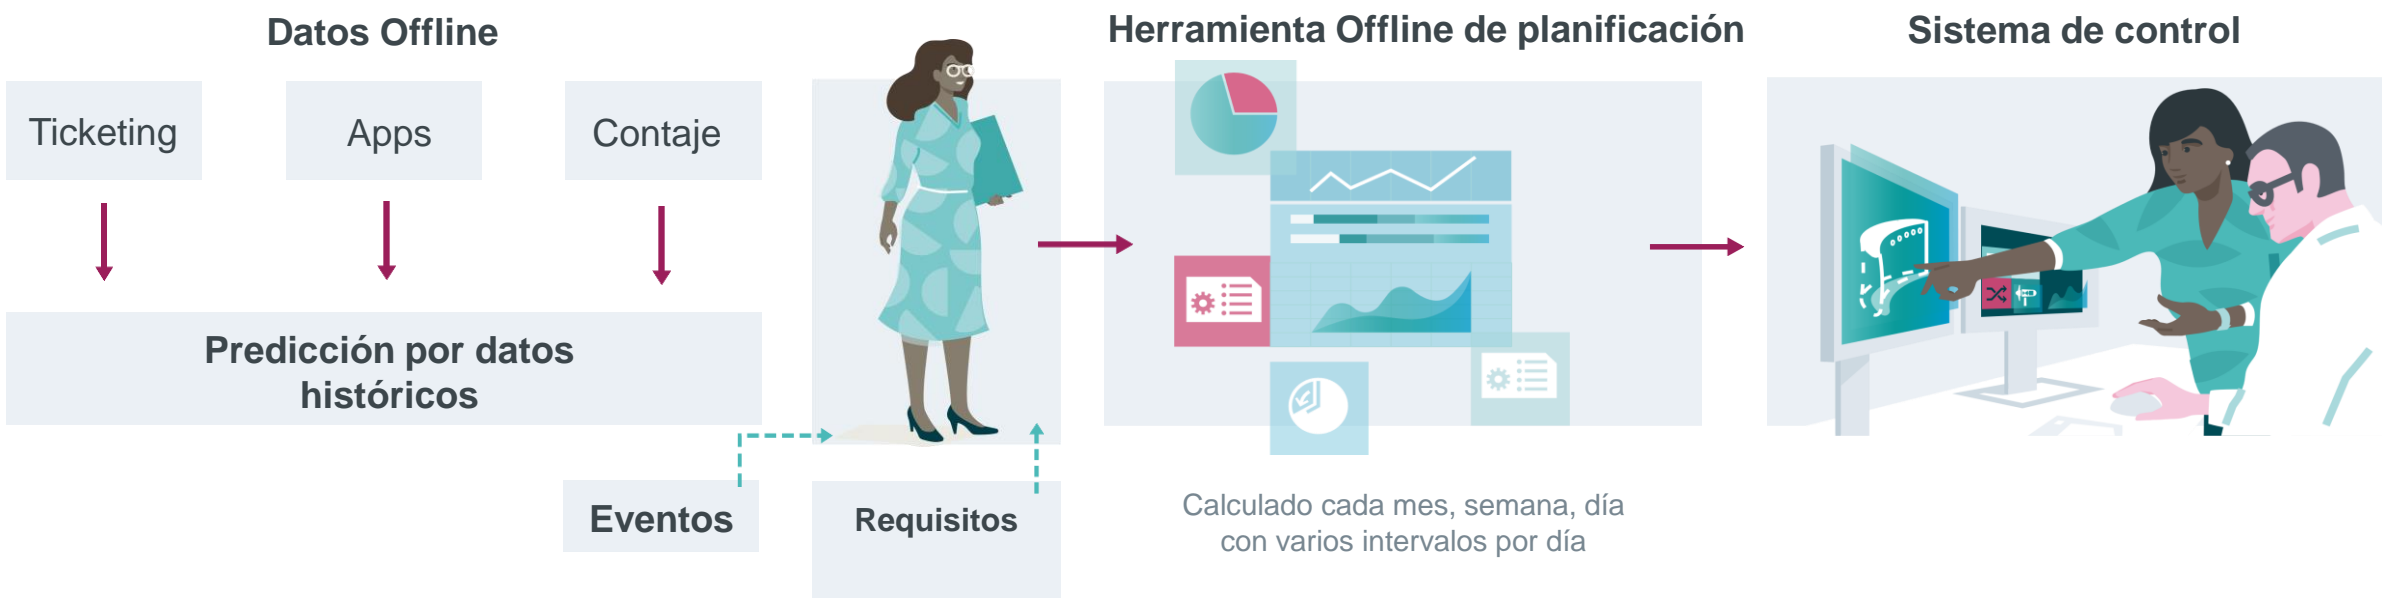 Datos Offline
Ticketing
Apps
Contaje
Predicción por datos
históricos
Eventos
Requisitos
Herramienta Offline de planificación
Calculado cada mes, semana, día
con varios intervalos por día
Sistema de control